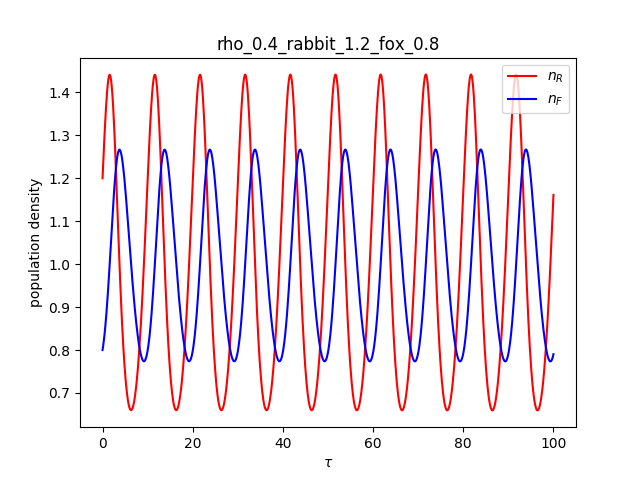 rho_0.4_rabbit_1.2_fox_0.8
n_R
n_F
population density
1.4
1.3
1.2
1.1
1.0
0.9
0.8
0.7
0 20 40 60 80 100
τ